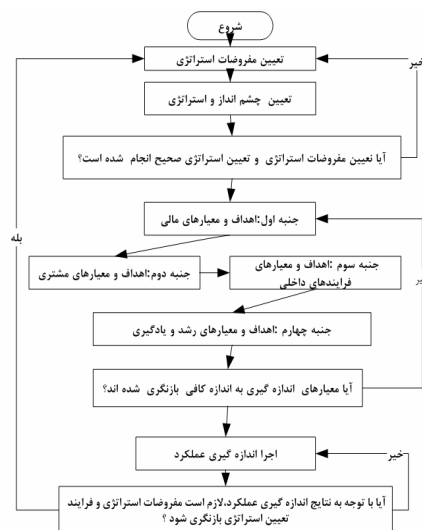 شروع
تعیین مفروضات استراتژی
خیر
تعیین چشم انداز و استراتژی
آیا تعیین مفروضات استراتژی و تعیین استراتژی صحیح انجام شده است؟
جنبه اول:اهداف و معیارهای مالی
بله
جنبه سوم :اهداف و معیارهای
فرایندهای داخلی
جنبه دوم:اهداف و معیارهای مشتری
جنبه چهارم :اهداف و معیارهای رشد و یادگیری
آیا معیارهای اندازه گیری به اندازه کافی بازنگری شده اند؟
اجرا اندازه گیری عملکرد
خیر
آیا با توجه به نتایج اندازه گیری عملکرد،لازم است مفروضات استراتژی و فرایند
تعیین استراتژی بازنگری شود ؟